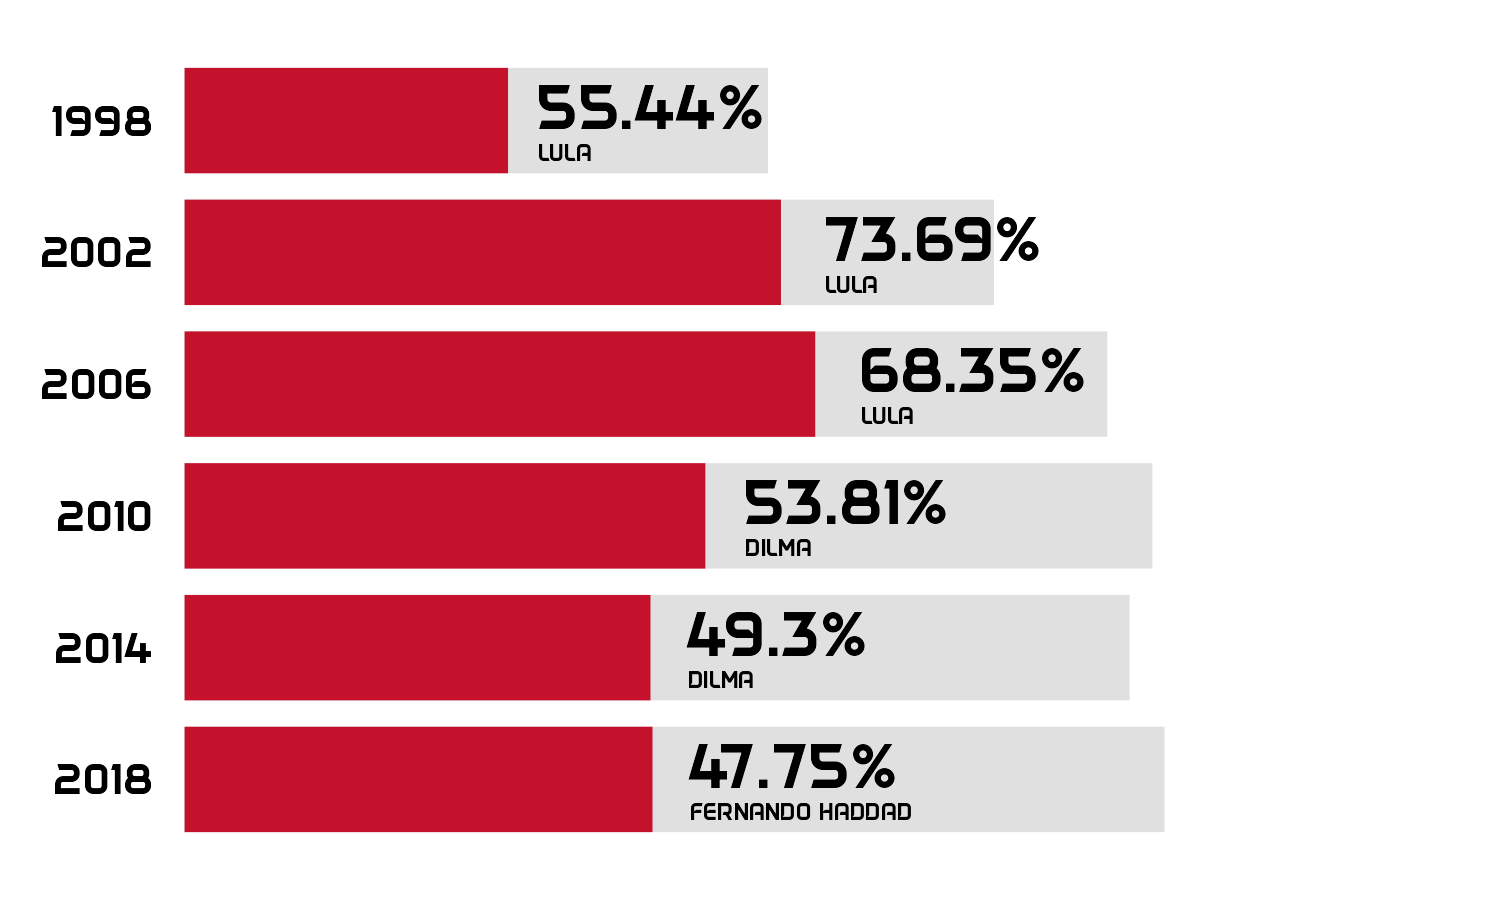 1998
55.44%
LULA
2002
73.69%
LULA
2006
68.35%
LULA
2010
53.81%
DILMA
2014
49.3%
DILMA
2018
47.75%
FERNANDO HADDAD